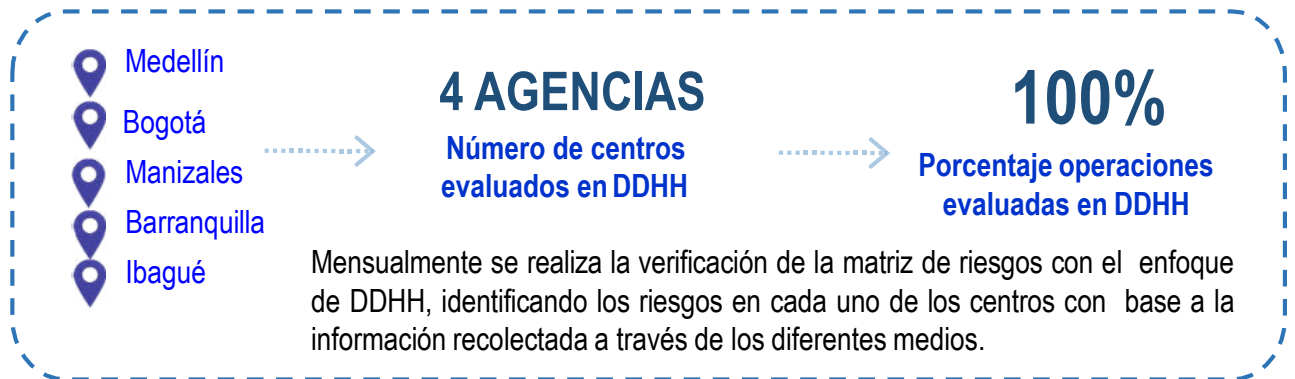 Medellín
Bogotá
Manizales
Barranquilla
Ibagué
4 AGENCIAS
Número de centros
evaluados en DDHH
100%
Porcentaje operaciones
evaluadas en DDHH
Mensualmente se realiza la verificación de la matriz de riesgos con el enfoque
de DDHH, identificando los riesgos en cada uno de los centros con base a la
información recolectada a través de los diferentes medios.